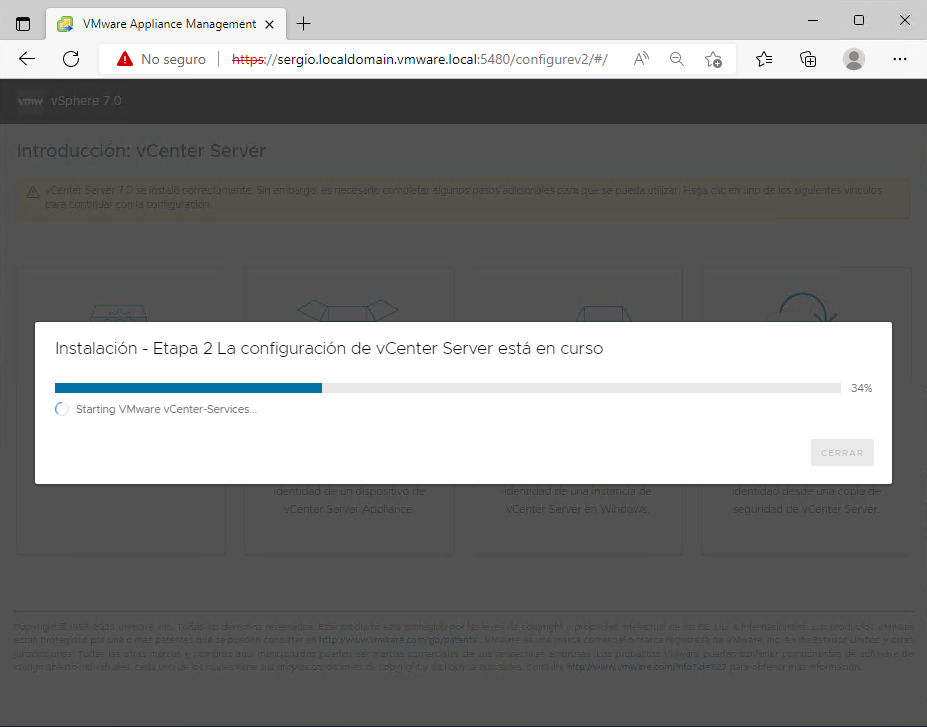 VMware Appliance Management
No seguro
https://sergio.localdomain.vmware.local:5480/configurev2/#/
vmw vSphere 7.0
Introducción: vCenter Server
vCenter Server 7.0 se instaló correctamente. Sin embargo, es necesario completar algunos pasos adicionales para que se pueda utilizar. Haga clic en uno de los siguientes vínculos
para continuar con la configuración.
Instalación - Etapa 2 La configuración de vCenter Server está en curso
34%
Starting VMware vCenter-Services...
CERRAR
identidad de un dispositivo de
vCenter Server Appliance.
identidad de una instancia de
vCenter Server en Windows.
identidad desde una copia de
seguridad de vCenter Server.